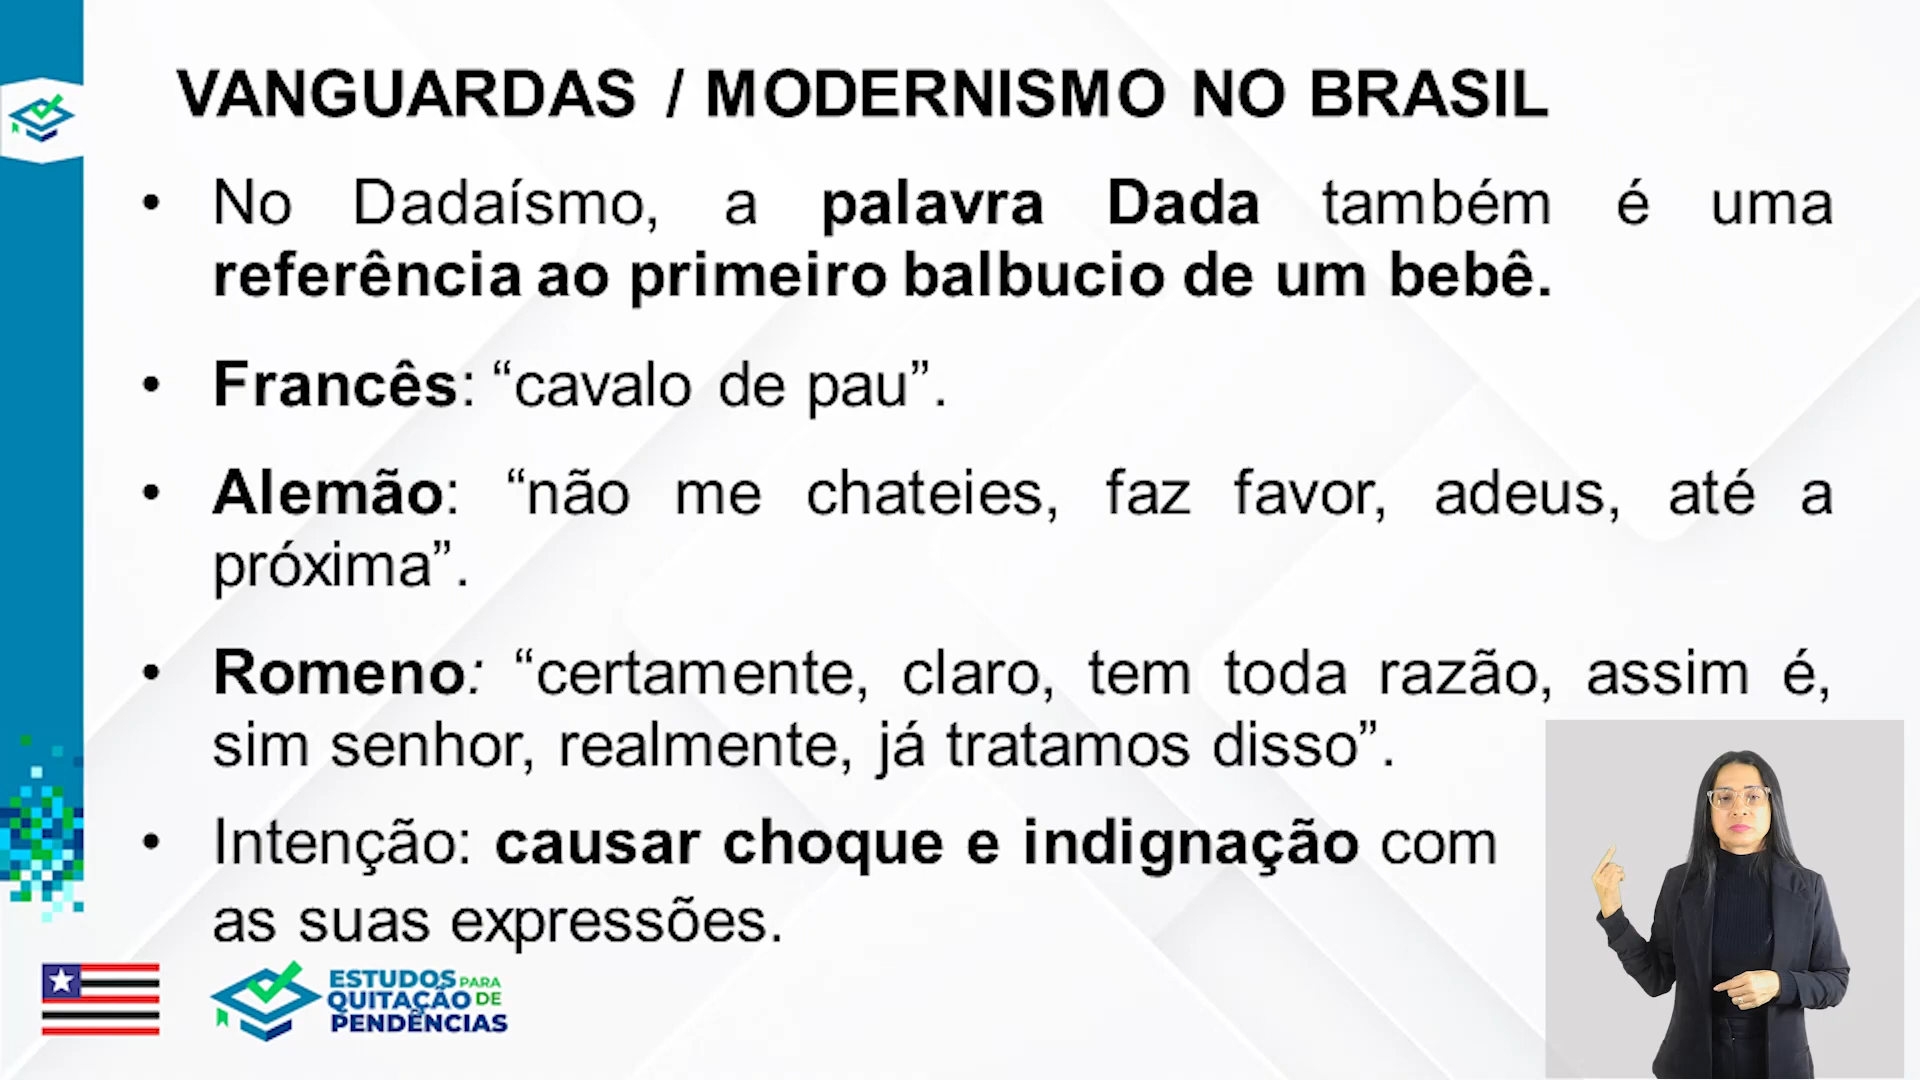 VANGUARDAS / MODERNISMO NO BRASIL
• No Dadaísmo, a palavra Dada também é uma
referência ao primeiro balbucio de um bebê.
• Francês: “cavalo de pau”.
• Alemão: “não me chateies, faz favor, adeus, até a
próxima”.
• Romeno: “certamente, claro, tem toda razão, assim é,
sim senhor, realmente, já tratamos disso”.
• Intenção: causar choque e indignação com
as suas expressões.
ESTUDOS PARA
QUITAÇÃO DE
PENDÊNCIAS